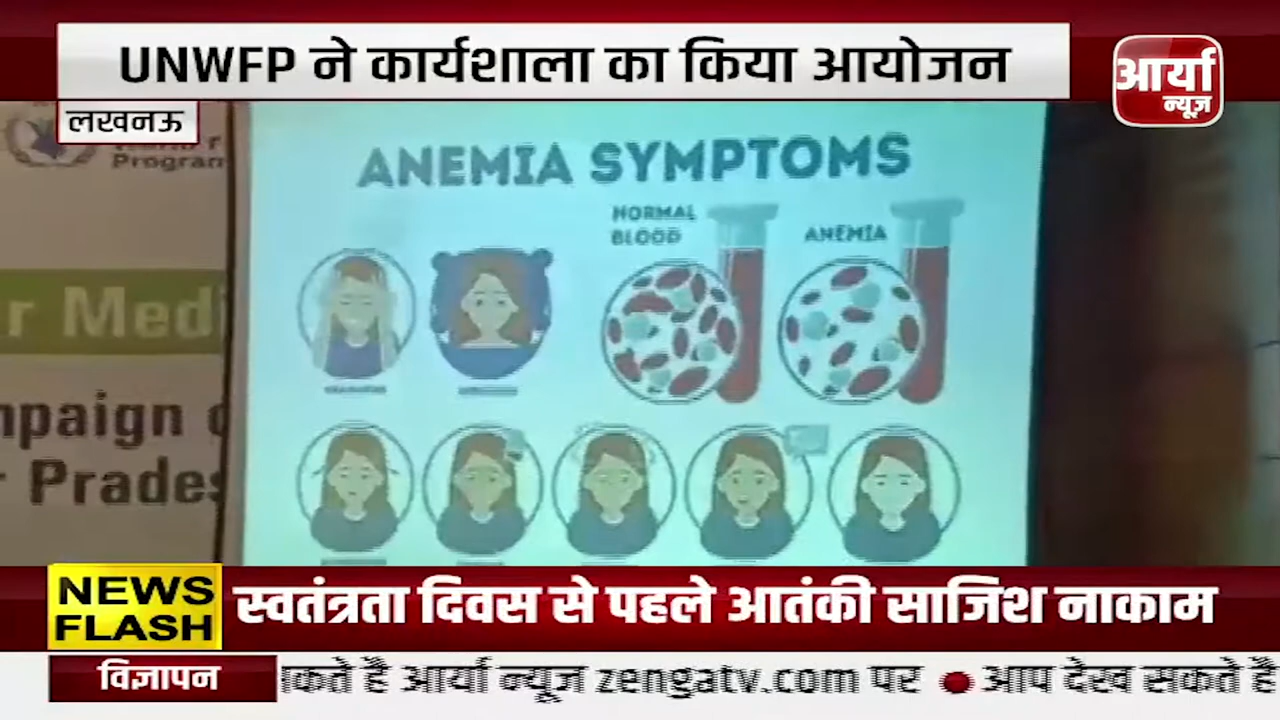 UNWFP ने कार्यशाला का किया आयोजन
आर्या
न्यूज़
लखनऊ
Program
ANEMIA SYMPTOMS
NORMAL
BLOOD
ANEMIA
r Medi
mpaign
r Prades
NEWS
FLASH
स्वतंत्रता दिवस से पहले आतंकी साजिश नाकाम
विज्ञापन
कते है आर्या न्यूज zengatv.com पर ● आप देख सकते है